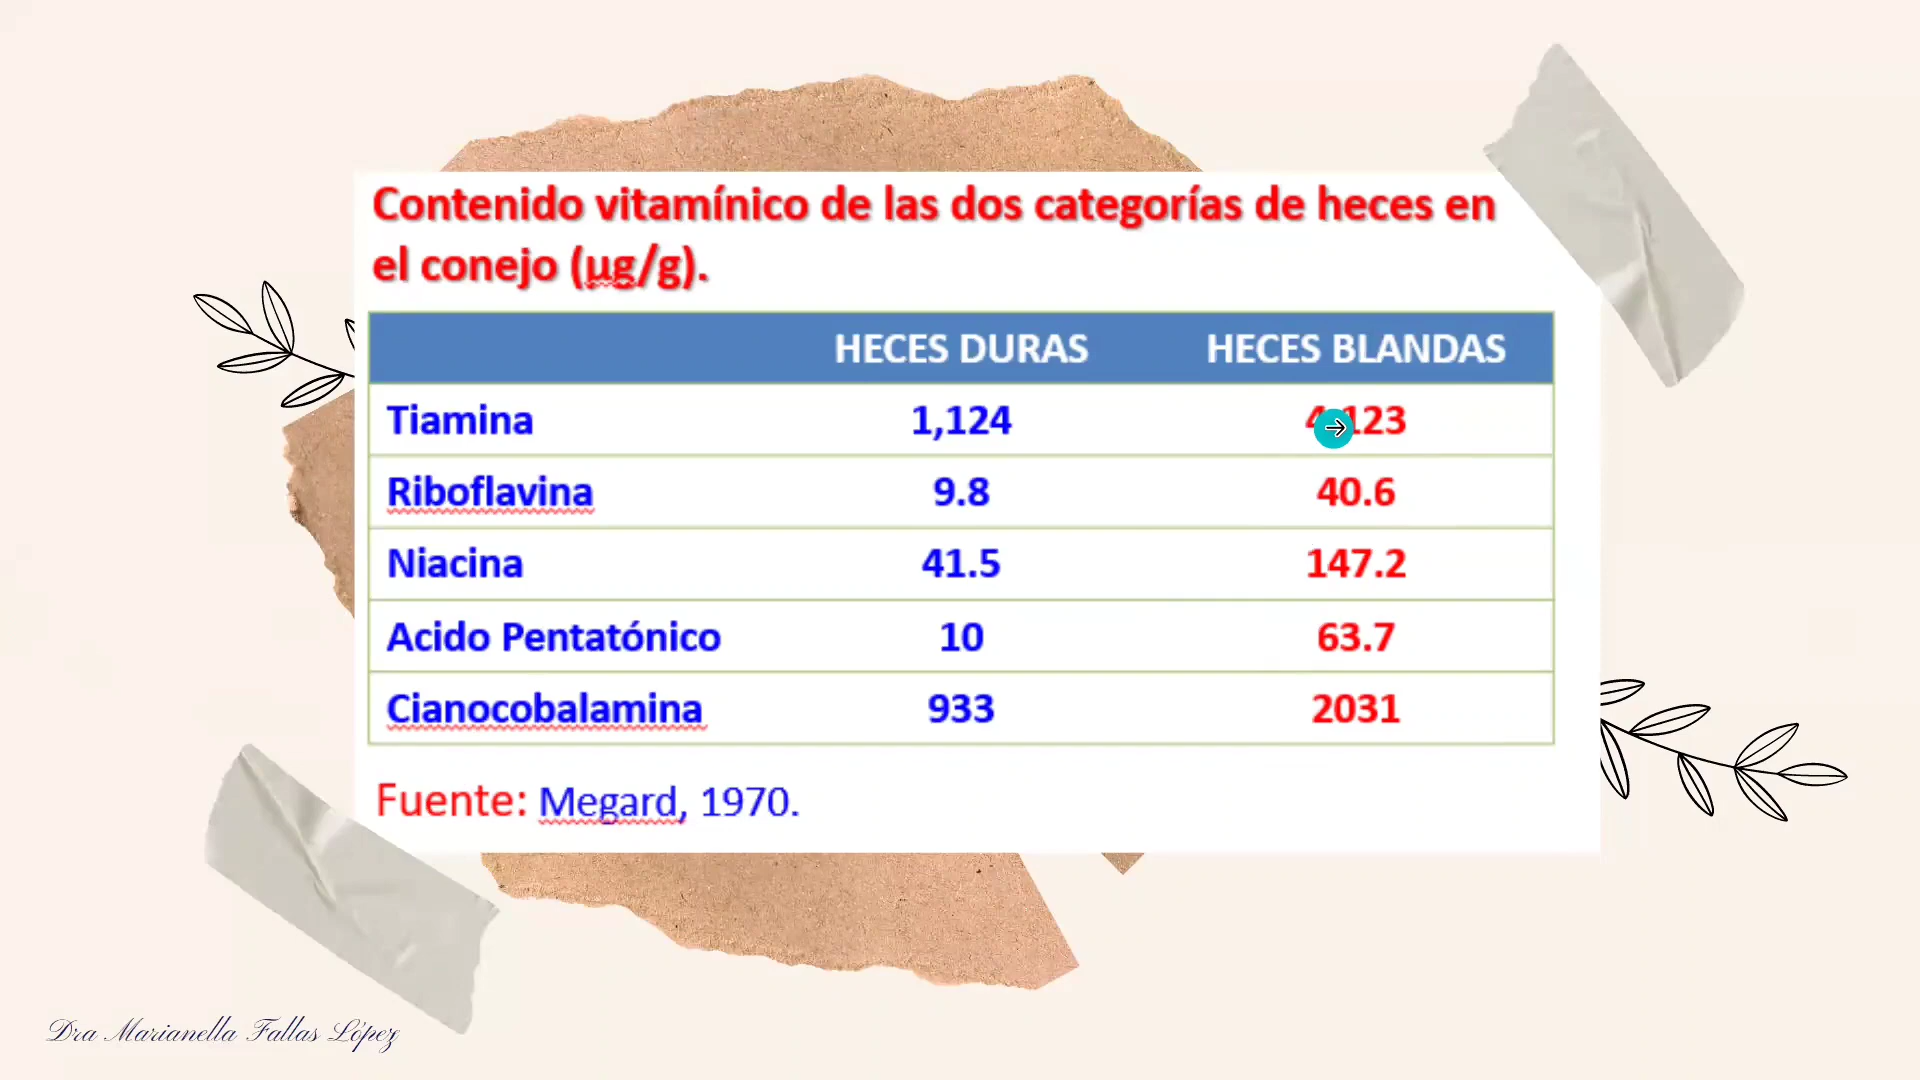 Contenido vitamínico de las dos categorías de heces en
el conejo (µg/g).
HECES DURAS HECES BLANDAS
Tiamina 1,124
Riboflavina 9.8 40.6
Niacina 41.5 147.2
Acido Pentatónico 10 63.7
Cianocobalamina 933 2031
Fuente: Megard, 1970.
Dra Marianella Fallas López